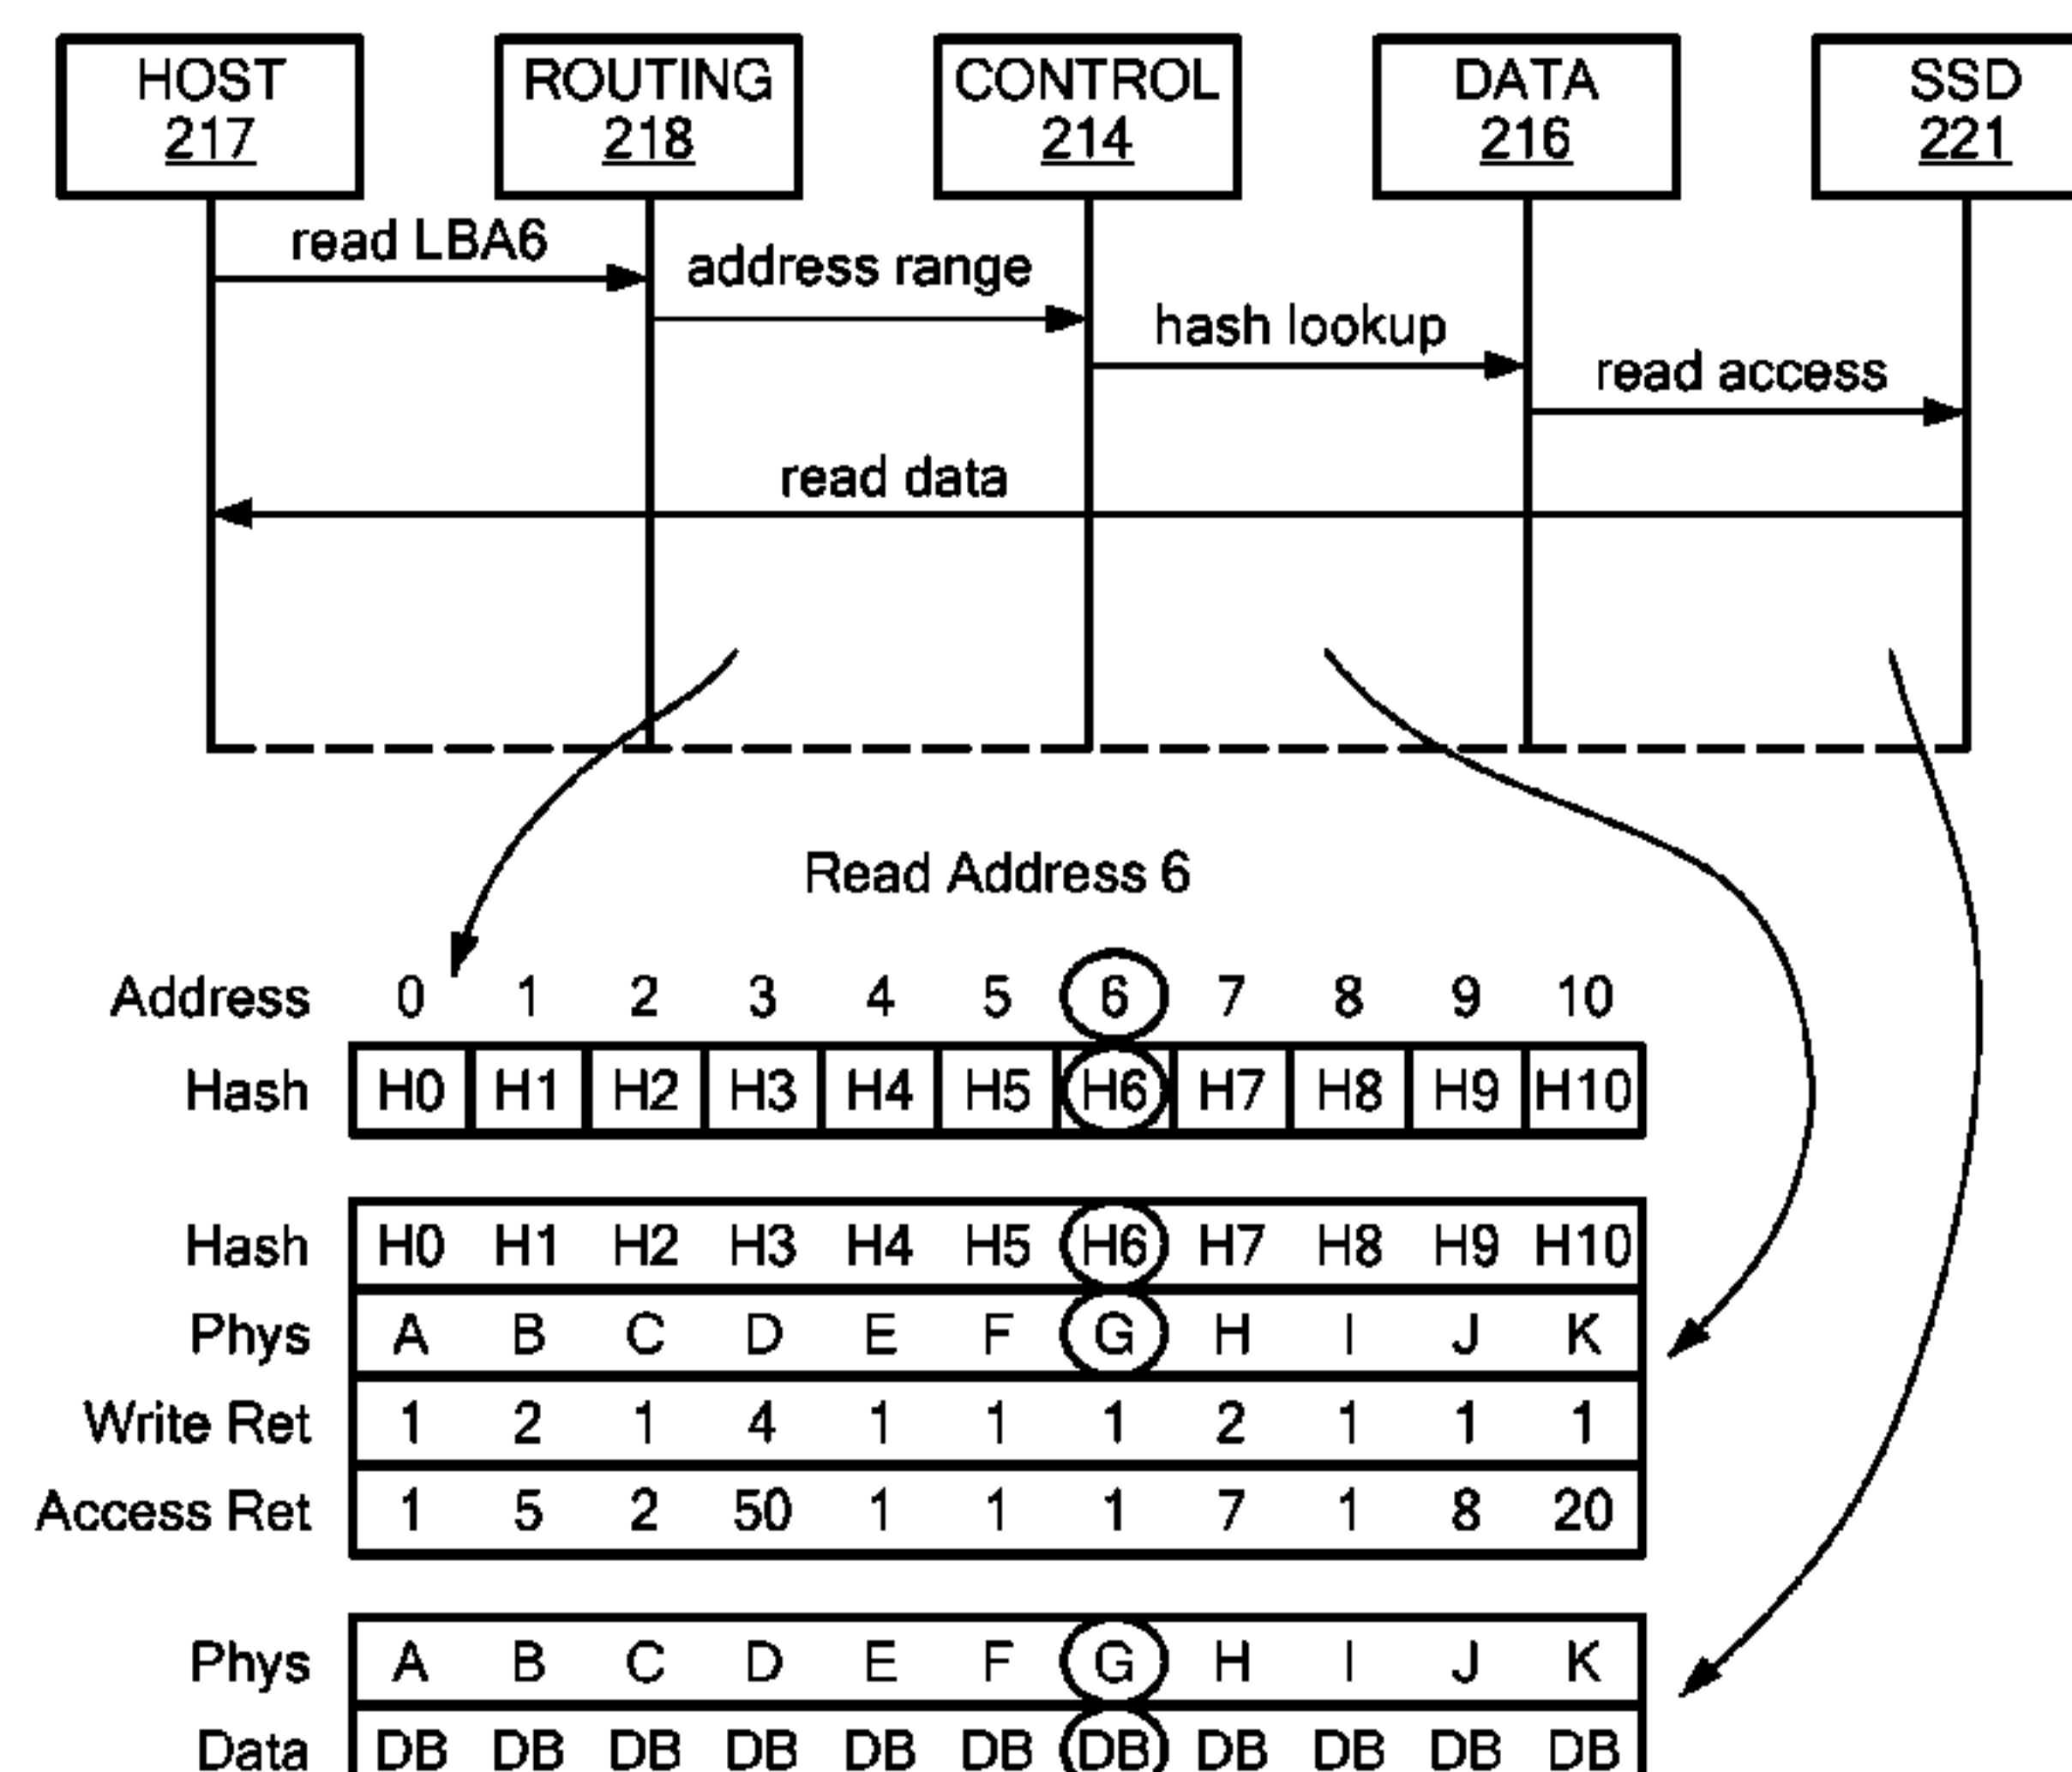 HOST ROUTING CONTROL DATA SSD
217 218 214 216 221
read LBA6
address range
hash lookup
read access
read data
Read Address 6
Address 0 1 2 3 4 5 6 7 8 9 10
Hash H0 H1 H2 H3 H4 H5 H6 H7 H8 H9 H10
Hash H0 H1 H2 H3 H4 H5 H6 H7 H8 H9 H10
Phys A B C D E F G H I J K
Write Ret 1 2 1 4 1 1 1 2 1 1 1
Access Ret 1 5 2 50 1 1 1 7 1 8 20
Phys A B C D E F G H I J K
Data DB DB DB DB DB DB DB DB DB DB DB